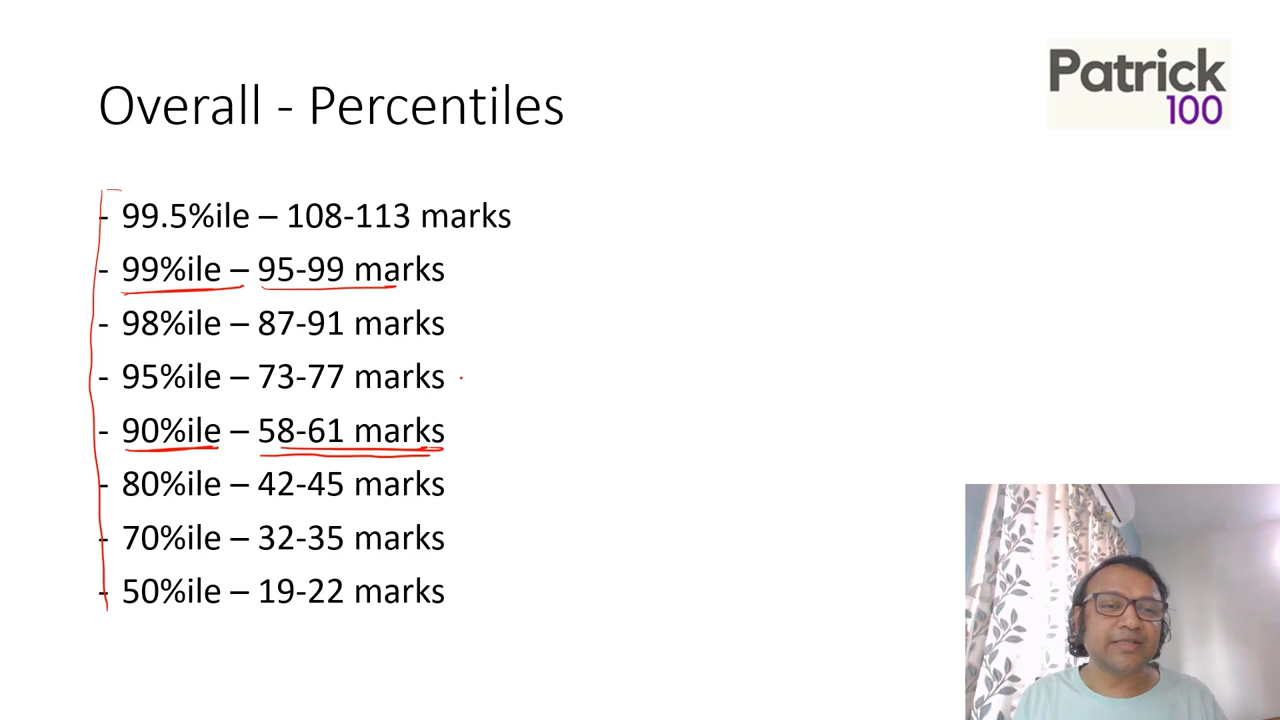 Patrick
100
Overall - Percentiles
- 99.5%ile – 108-113 marks
- 99%ile – 95-99 marks
- 98%ile – 87-91 marks
- 95%ile – 73-77 marks
- 90%ile – 58-61 marks
- 80%ile – 42-45 marks
- 70%ile – 32-35 marks
- 50%ile – 19-22 marks